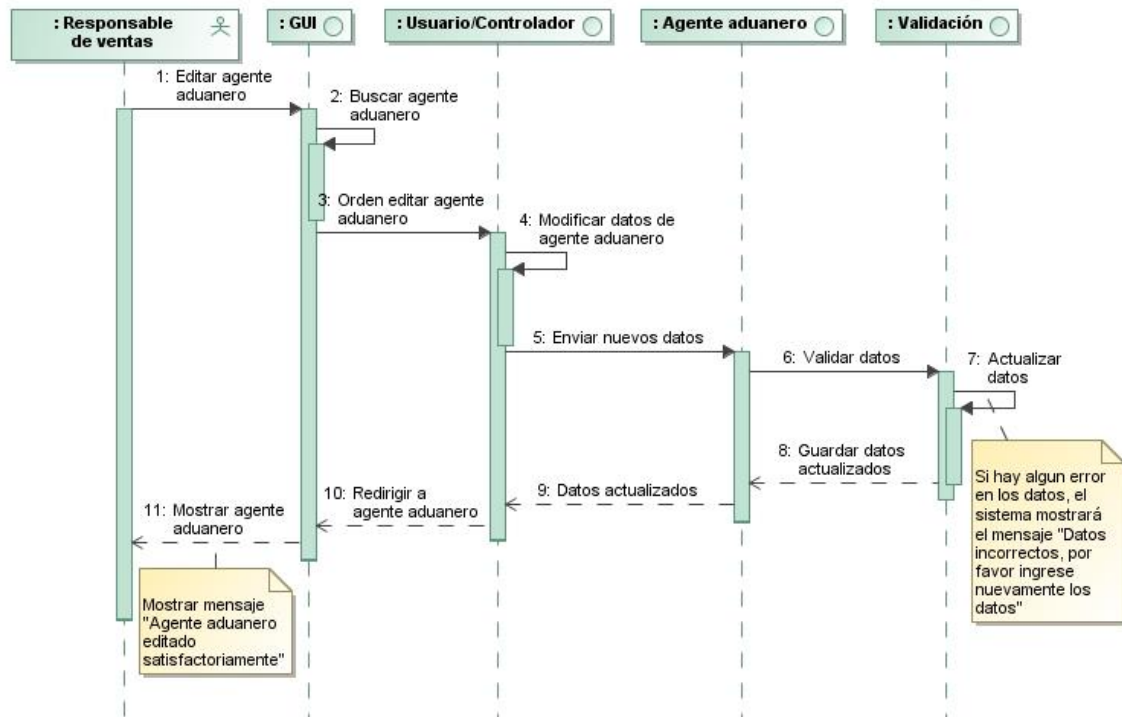 : Responsable
de ventas
: GUI
: Usuario/Controlador
: Agente aduanero
: Validación
1: Editar agente
aduanero
2: Buscar agente
aduanero
3: Orden editar agente
aduanero
4: Modificar datos de
agente aduanero
5: Enviar nuevos datos
6: Validar datos
7: Actualizar
datos
8: Guardar datos
actualizados
9: Datos actualizados
10: Redirigir a
agente aduanero
11: Mostrar agente
aduanero
Si hay algun error
en los datos, el
sistema mostrará
el mensaje "Datos
incorrectos, por
favor ingrese
nuevamente los
datos"
Mostrar mensaje
"Agente aduanero
editado
satisfactoriamente"